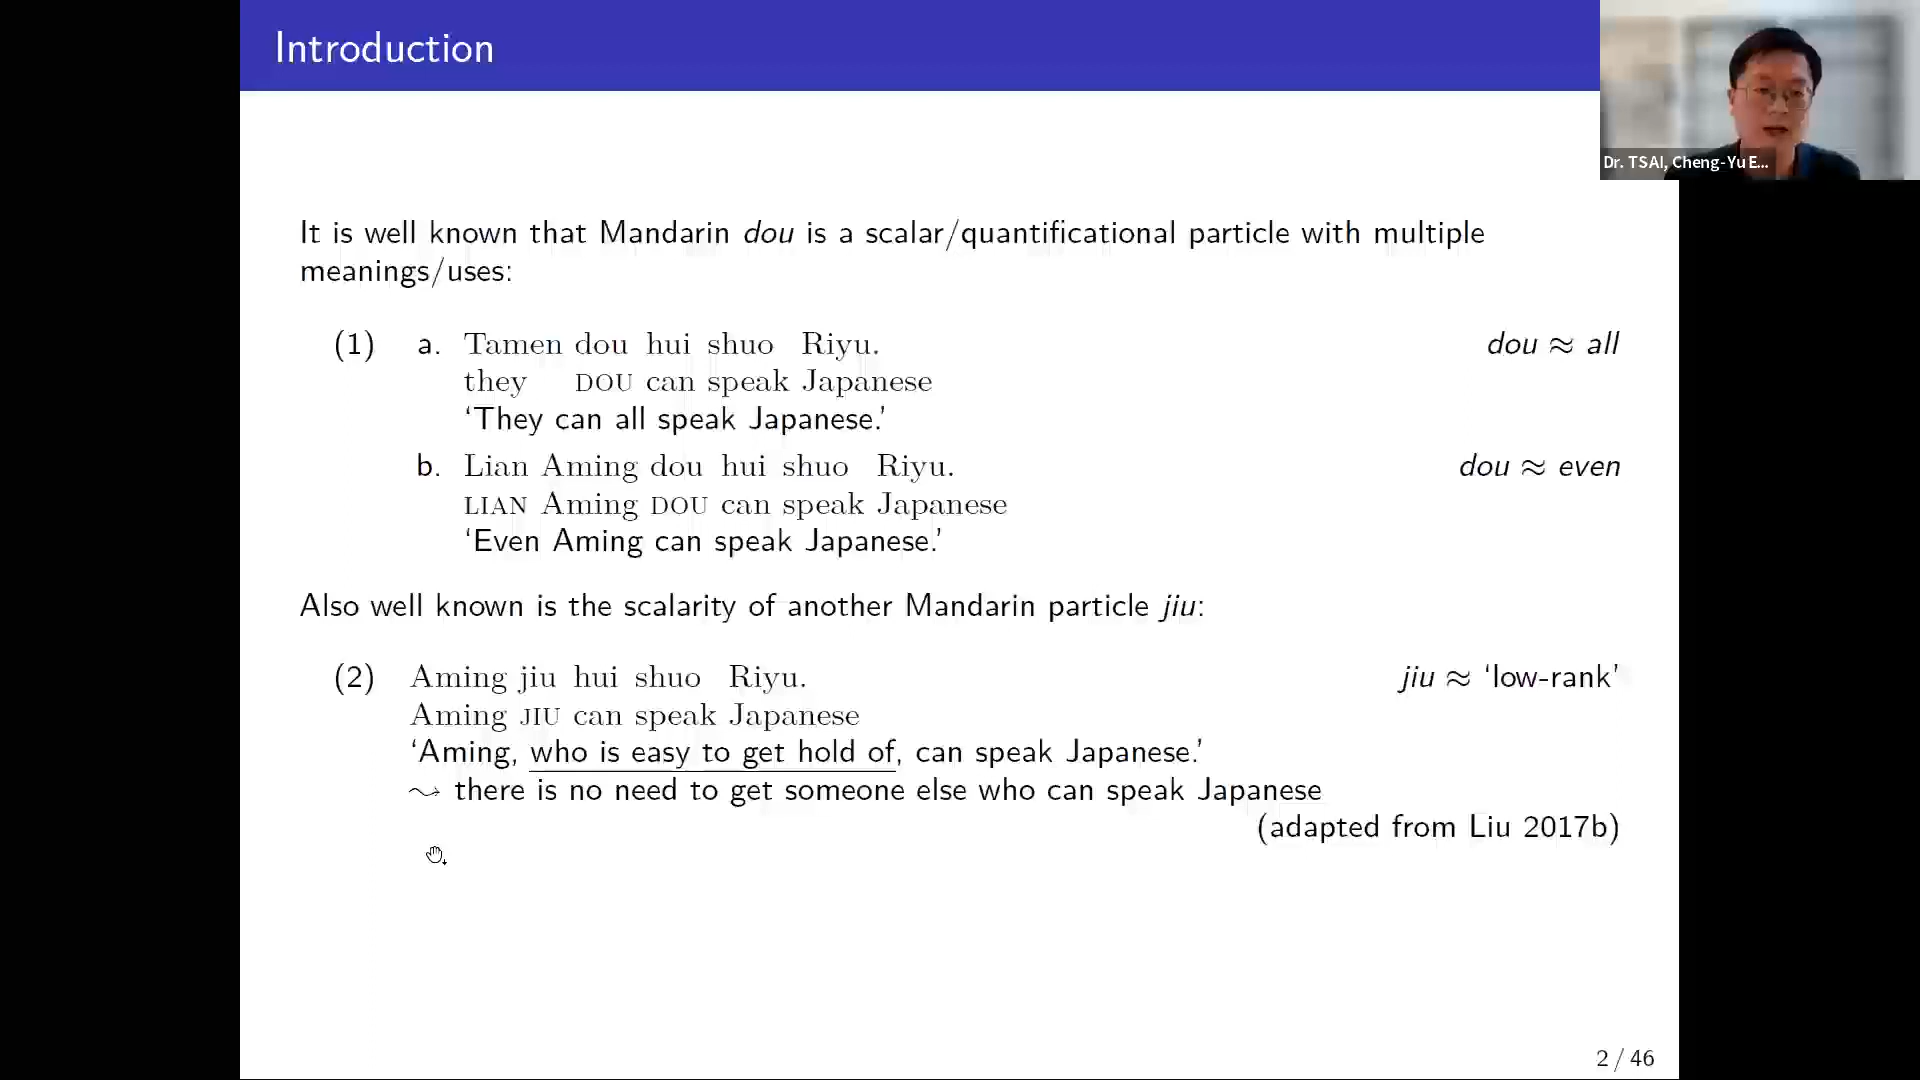 Introduction
Dr. TSAI, Cheng-Yu E...
It is well known that Mandarin dou is a scalar/quantificational particle with multiple
meanings/uses:
(1) a. Tamen dou hui shuo Riyu. dou ≈ all
they DOU can speak Japanese
‘They can all speak Japanese.’
b. Lian Aming dou hui shuo Riyu. dou ≈ even
LIAN Aming DOU can speak Japanese
‘Even Aming can speak Japanese.’
Also well known is the scalarity of another Mandarin particle jiu:
(2) Aming jiu hui shuo Riyu. jiu ≈ ‘low-rank’
Aming JIU can speak Japanese
‘Aming, who is easy to get hold of, can speak Japanese.’
⇝ there is no need to get someone else who can speak Japanese
(adapted from Liu 2017b)
2 / 46